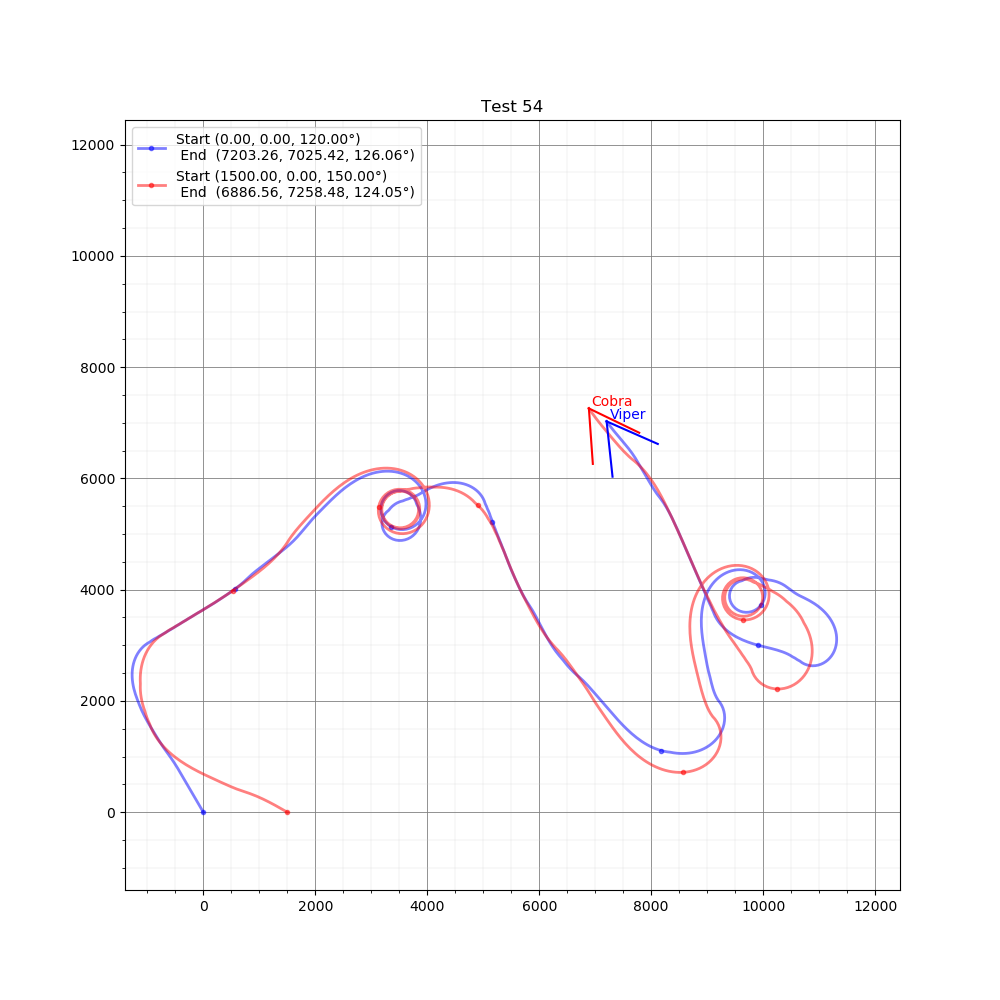 Test 54
Start (0.00, 0.00, 120.00°)
End (7203.26, 7025.42, 126.06°)
Start (1500.00, 0.00, 150.00°)
End (6886.56, 7258.48, 124.05°)
12000
10000
8000
6000
4000
2000
0
Cobra
Viper
0 2000 4000 6000 8000 10000 12000